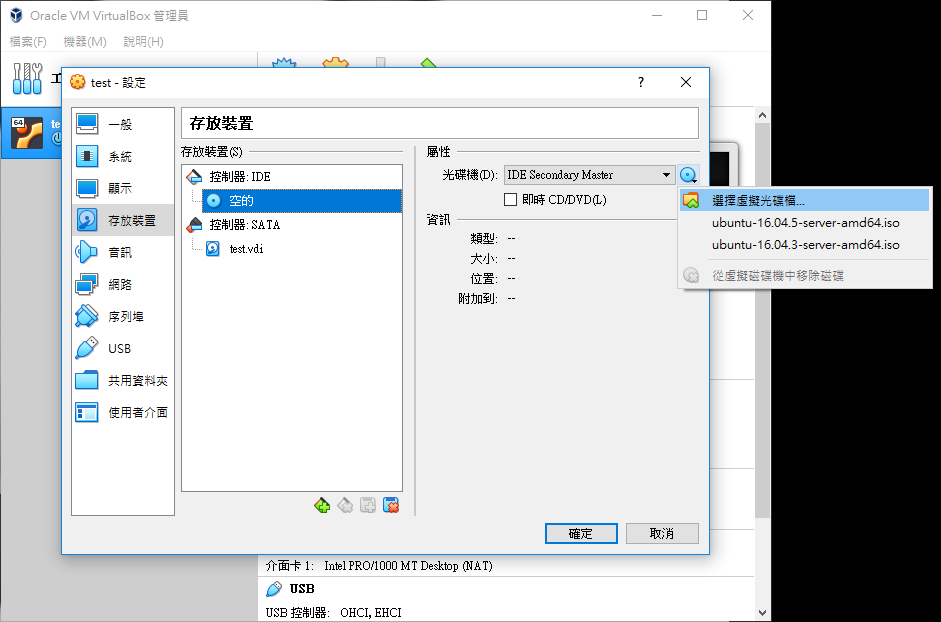 Oracle VM VirtualBox 管理員
檔案(F) 機器(M) 說明(H)
test - 設定
?
64
te
一般
系統
顯示
存放裝置
音訊
網路
序列埠
USB
共用資料夾
使用者介面
存放裝置
存放裝置(S)
控制器: IDE
空的
控制器: SATA
test.vdi
屬性
光碟機(D): IDE Secondary Master
即時 CD/DVD(L)
資訊
類型: --
大小: --
位置: --
附加到: --
選擇虛擬光碟檔...
ubuntu-16.04.5-server-amd64.iso
ubuntu-16.04.3-server-amd64.iso
從虛擬磁碟機中移除磁碟
確定 取消
介面卡 1: Intel PRO/1000 MT Desktop (NAT)
USB
USB 控制器: OHCI, EHCI